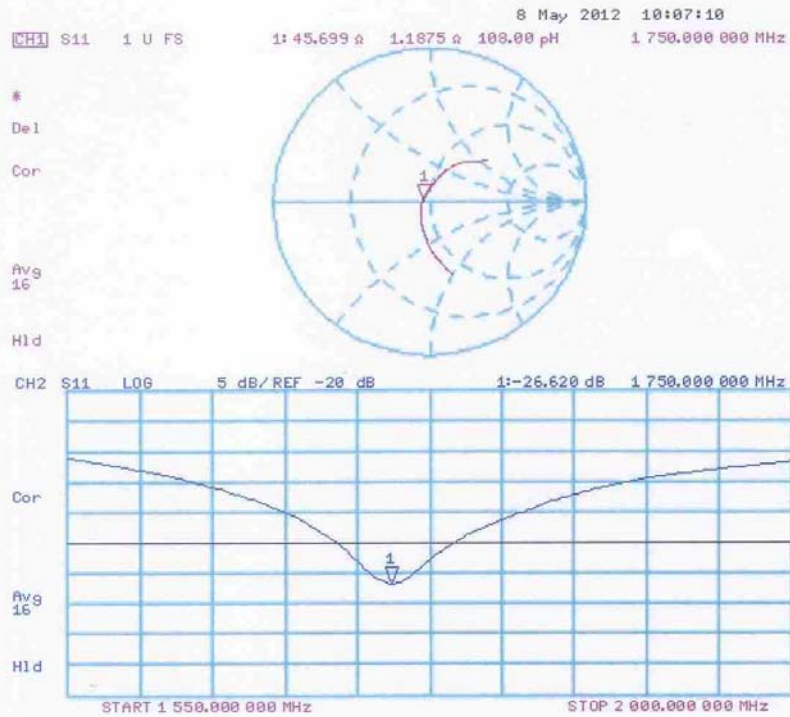 8 May 2012 10:07:10
CH1 S11 1 U FS 1: 45.699 Ω 1.1875 Ω 108.00 pH 1 750.000 000 MHz
*
Del
1
Cor
Avg
16
Hld
CH2 S11 LOG 5 dB/REF -20 dB 1:-26.620 dB 1 750.000 000 MHz
Cor
1
Avg
16
Hld
START 1 550.000 000 MHz STOP 2 000.000 000 MHz